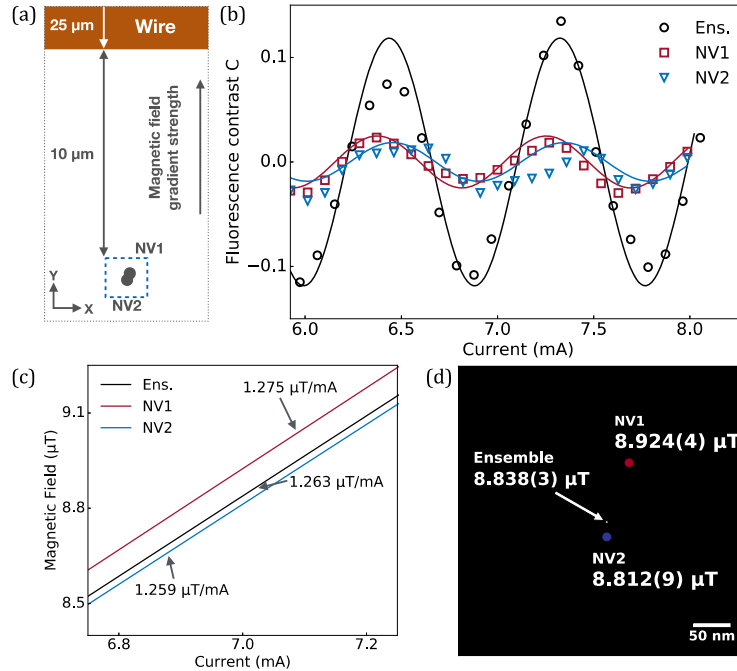 (a)
25 µm
Wire
10 µm
Magnetic field
gradient strength
NV1
Y
X
NV2
(b)
Fluorescence contrast C
0.1
0.0
−0.1
Ens.
NV1
NV2
6.0
6.5
7.0
7.5
8.0
Current (mA)
(c)
Magnetic Field (µT)
9.1
8.8
8.5
Ens.
NV1
NV2
1.275 µT/mA
1.263 µT/mA
1.259 µT/mA
6.8
7.0
7.2
Current (mA)
(d)
NV1
8.924(4) µT
Ensemble
8.838(3) µT
NV2
8.812(9) µT
50 nm